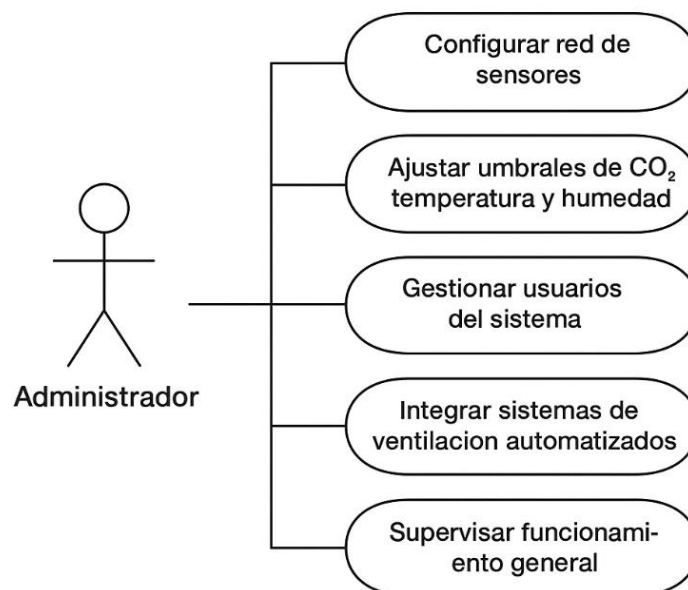 Configurar red de
sensores
Ajustar umbrales de CO₂
temperatura y humedad
Gestionar usuarios
del sistema
Administrador
Integrar sistemas de
ventilacion automatizados
Supervisar funcionami-
ento general